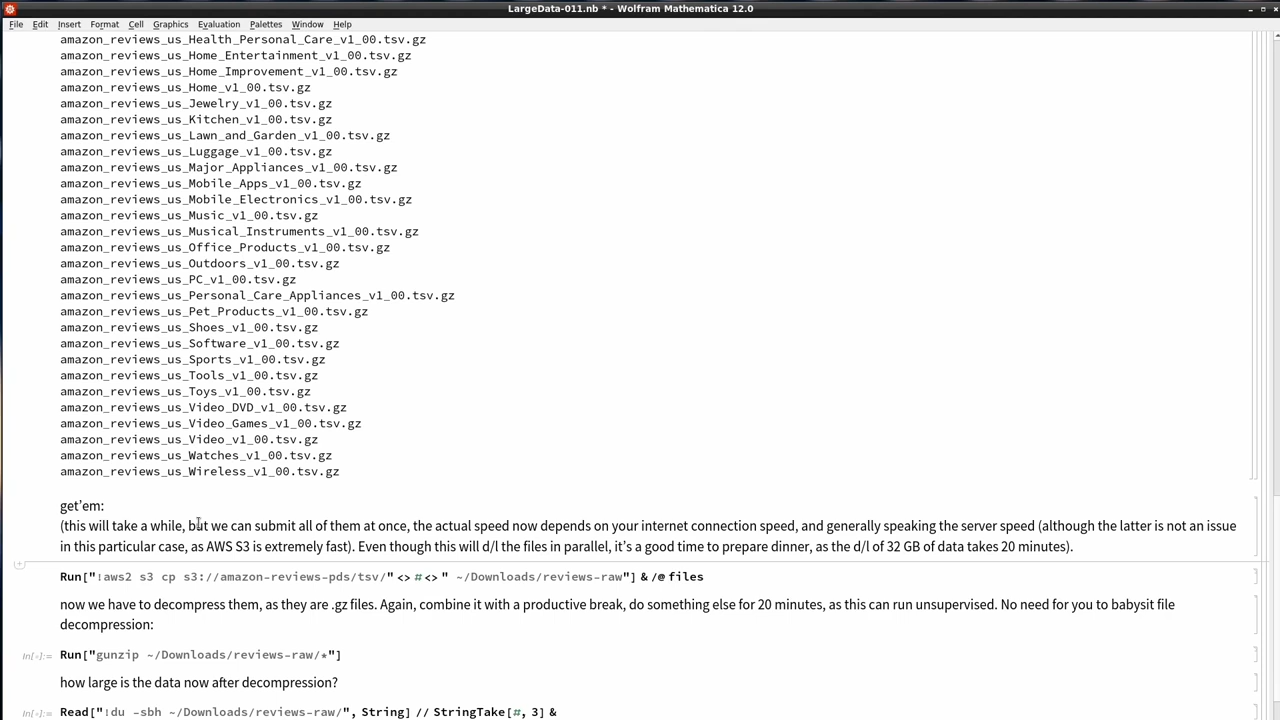 LargeData-011.nb * - Wolfram Mathematica 12.0
File Edit Insert Format Cell Graphics Evaluation Palettes Window Help
amazon_reviews_us_Health_Personal_Care_v1_00.tsv.gz
amazon_reviews_us_Home_Entertainment_v1_00.tsv.gz
amazon_reviews_us_Home_Improvement_v1_00.tsv.gz
amazon_reviews_us_Home_v1_00.tsv.gz
amazon_reviews_us_Jewelry_v1_00.tsv.gz
amazon_reviews_us_Kitchen_v1_00.tsv.gz
amazon_reviews_us_Lawn_and_Garden_v1_00.tsv.gz
amazon_reviews_us_Luggage_v1_00.tsv.gz
amazon_reviews_us_Major_Appliances_v1_00.tsv.gz
amazon_reviews_us_Mobile_Apps_v1_00.tsv.gz
amazon_reviews_us_Mobile_Electronics_v1_00.tsv.gz
amazon_reviews_us_Music_v1_00.tsv.gz
amazon_reviews_us_Musical_Instruments_v1_00.tsv.gz
amazon_reviews_us_Office_Products_v1_00.tsv.gz
amazon_reviews_us_Outdoors_v1_00.tsv.gz
amazon_reviews_us_PC_v1_00.tsv.gz
amazon_reviews_us_Personal_Care_Appliances_v1_00.tsv.gz
amazon_reviews_us_Pet_Products_v1_00.tsv.gz
amazon_reviews_us_Shoes_v1_00.tsv.gz
amazon_reviews_us_Software_v1_00.tsv.gz
amazon_reviews_us_Sports_v1_00.tsv.gz
amazon_reviews_us_Tools_v1_00.tsv.gz
amazon_reviews_us_Toys_v1_00.tsv.gz
amazon_reviews_us_Video_DVD_v1_00.tsv.gz
amazon_reviews_us_Video_Games_v1_00.tsv.gz
amazon_reviews_us_Video_v1_00.tsv.gz
amazon_reviews_us_Watches_v1_00.tsv.gz
amazon_reviews_us_Wireless_v1_00.tsv.gz
get'em:
(this will take a while, but we can submit all of them at once, the actual speed now depends on your internet connection speed, and generally speaking the server speed (although the latter is not an issue
in this particular case, as AWS S3 is extremely fast). Even though this will d/l the files in parallel, it's a good time to prepare dinner, as the d/l of 32 GB of data takes 20 minutes).
Run["!aws2 s3 cp s3://amazon-reviews-pds/tsv/"<>#<>" ~/Downloads/reviews-raw"] & /@ files
now we have to decompress them, as they are .gz files. Again, combine it with a productive break, do something else for 20 minutes, as this can run unsupervised. No need for you to babysit file
decompression:
In[•]:= Run["gunzip ~/Downloads/reviews-raw/*"]
how large is the data now after decompression?
In[•]:= Read["!du -sbh ~/Downloads/reviews-raw/", String] // StringTake[#, 3] &